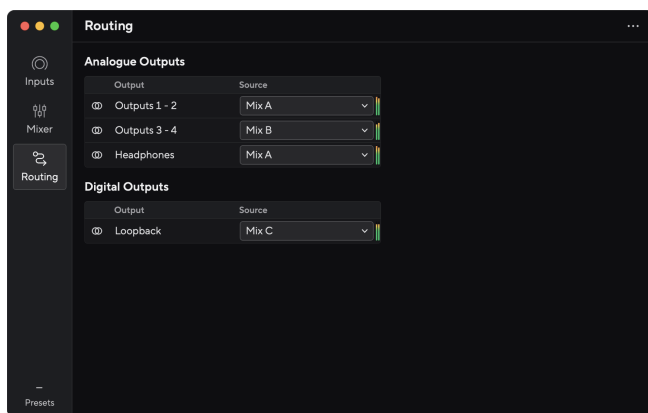 Routing
...
Inputs
Mixer
Routing
Analogue Outputs
Output Source
Outputs 1 - 2 Mix A
Outputs 3 - 4 Mix B
Headphones Mix A
Digital Outputs
Output Source
Loopback Mix C
Presets